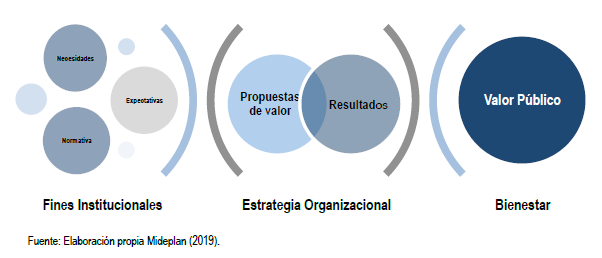 Necesidades
Expectativas
Normativa
Propuestas
de valor
Resultados
Valor Público
Fines Institucionales
Estrategia Organizacional
Bienestar
Fuente: Elaboración propia Mideplan (2019).